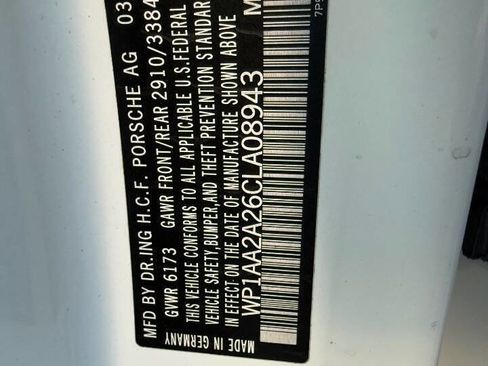 MFD BY DR.ING H.C.F. PORSCHE AG 03
GVWR 6173 GAWR FRONT/REAR 2910/3384
THIS VEHICLE CONFORMS TO ALL APPLICABLE U.S. FEDERAL
VEHICLE SAFETY, BUMPER, AND THEFT PREVENTION STANDAR
IN EFFECT ON THE DATE OF MANUFACTURE SHOWN ABOVE
WP1AA2A26CLA08943 M
MADE IN GERMANY
7P5